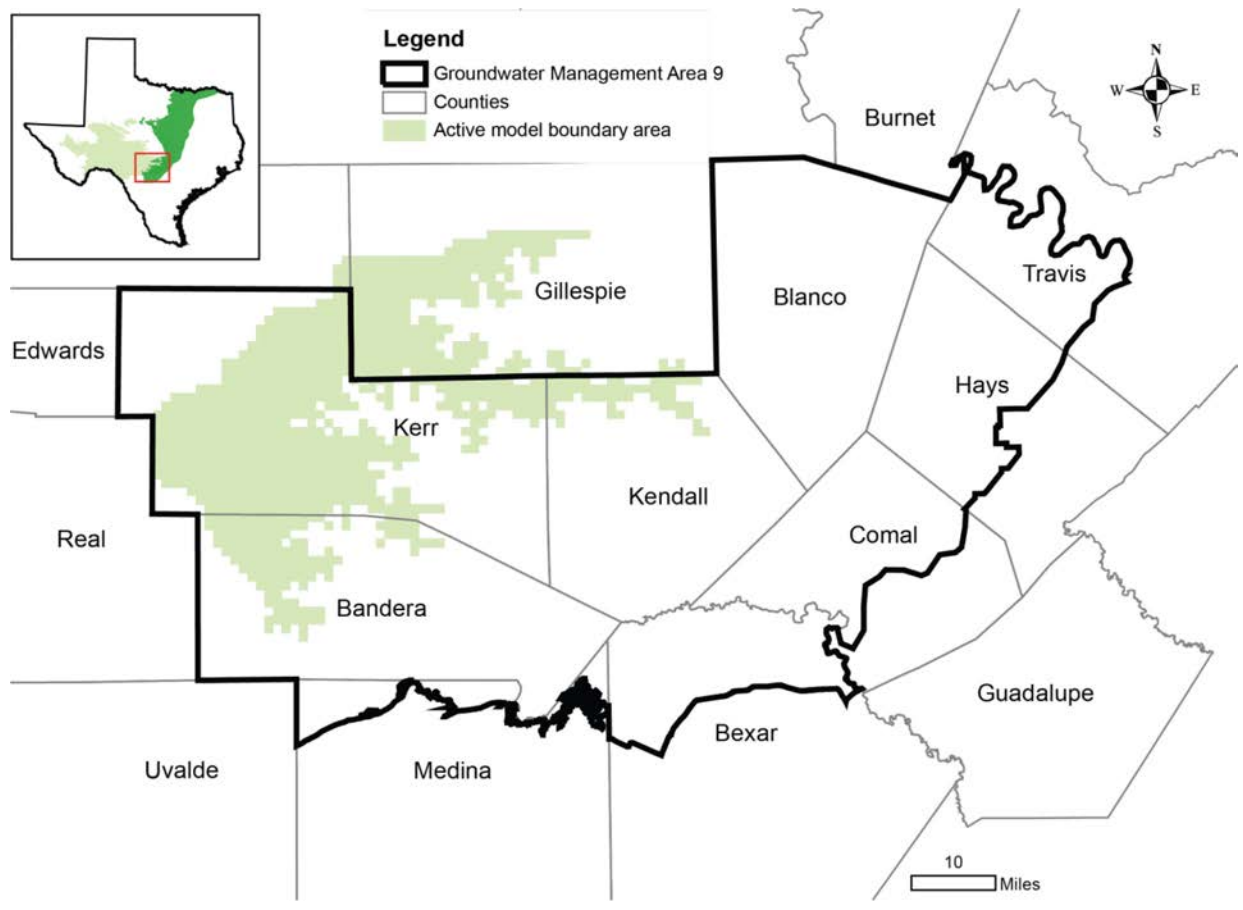 Legend
Groundwater Management Area 9
Counties
Active model boundary area
N
W E
S
Burnet
Travis
Gillespie
Blanco
Edwards
Hays
Kerr
Kendall
Real
Comal
Bandera
Guadalupe
Bexar
Uvalde
Medina
10
Miles